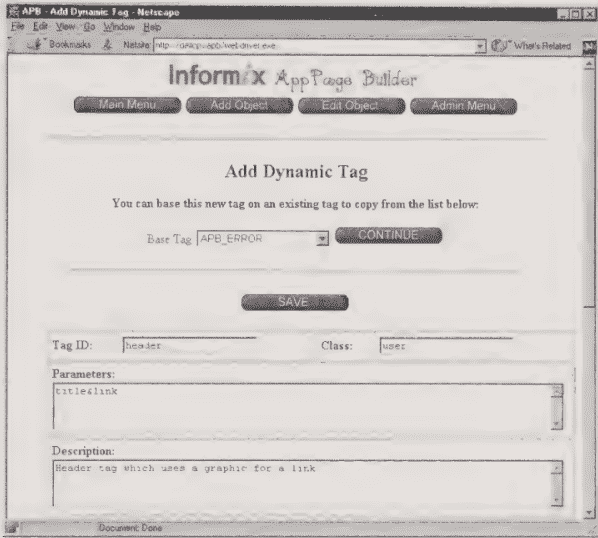 APB - Add Dynamic Tag - Netscape
File Edit View Go Window Help
Bookmarks What's Related
Informix AppPage Builder
Main Menu Add Object Edit Object Admin Menu
Add Dynamic Tag
You can base this new tag on an existing tag to copy from the list below:
Base Tag APB_ERROR CONTINUE
SAVE
Tag ID: header Class: user
Parameters:
title&link
Description:
Header tag which uses a graphic for a link
Document: Done